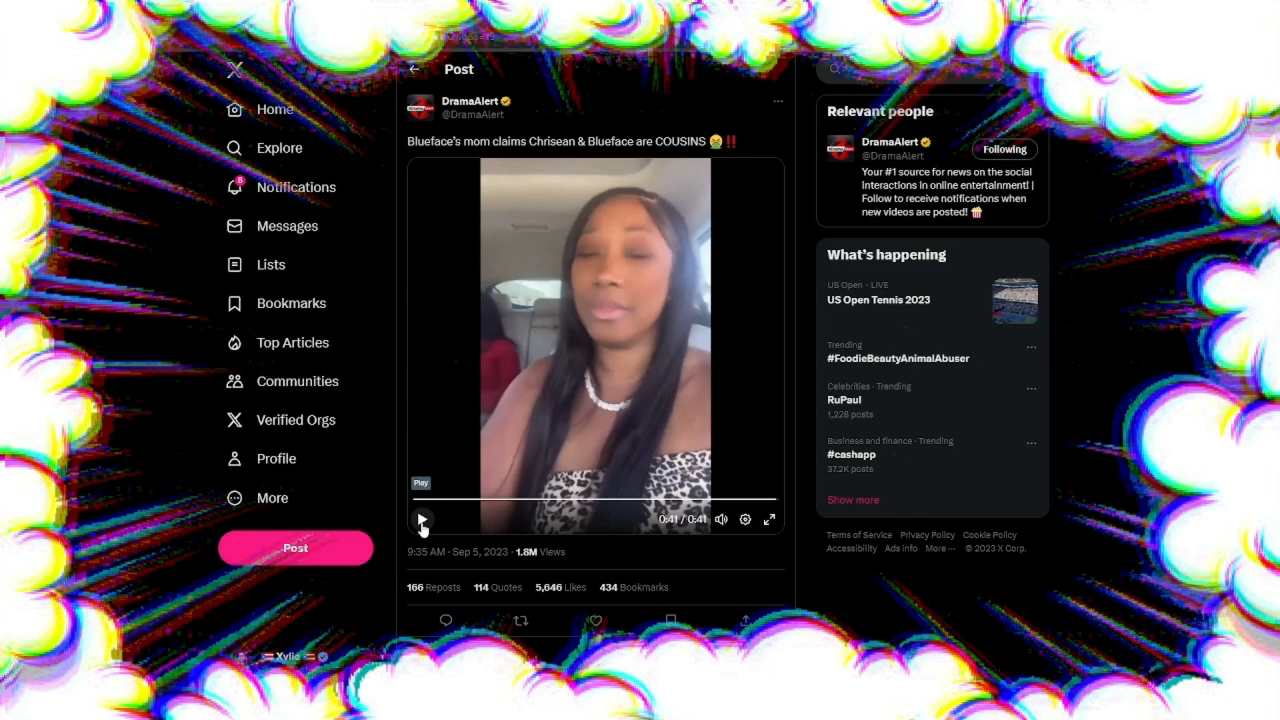 Post
DramaAlert
@DramaAlert
Blueface's mom claims Chrisean & Blueface are COUSINS 🤮‼️
Play
0:41 / 0:41
9:35 AM · Sep 5, 2023 · 1.8M Views
166 Reposts 114 Quotes 5,646 Likes 434 Bookmarks
Home
Explore
8
Notifications
Messages
Lists
Bookmarks
Top Articles
Communities
Verified Orgs
Profile
More
Post
Xylie
Relevant people
DramaAlert
@DramaAlert
Following
Your #1 source for news on the social
interactions in online entertainment! |
Follow to receive notifications when
new videos are posted! 🍿
What's happening
US Open · LIVE
US Open Tennis 2023
Trending
#FoodieBeautyAnimalAbuser
Celebrities · Trending
RuPaul
1,228 posts
Business and finance · Trending
#cashapp
37.2K posts
Show more
Terms of Service Privacy Policy Cookie Policy
Accessibility Ads info More ··· © 2023 X Corp.